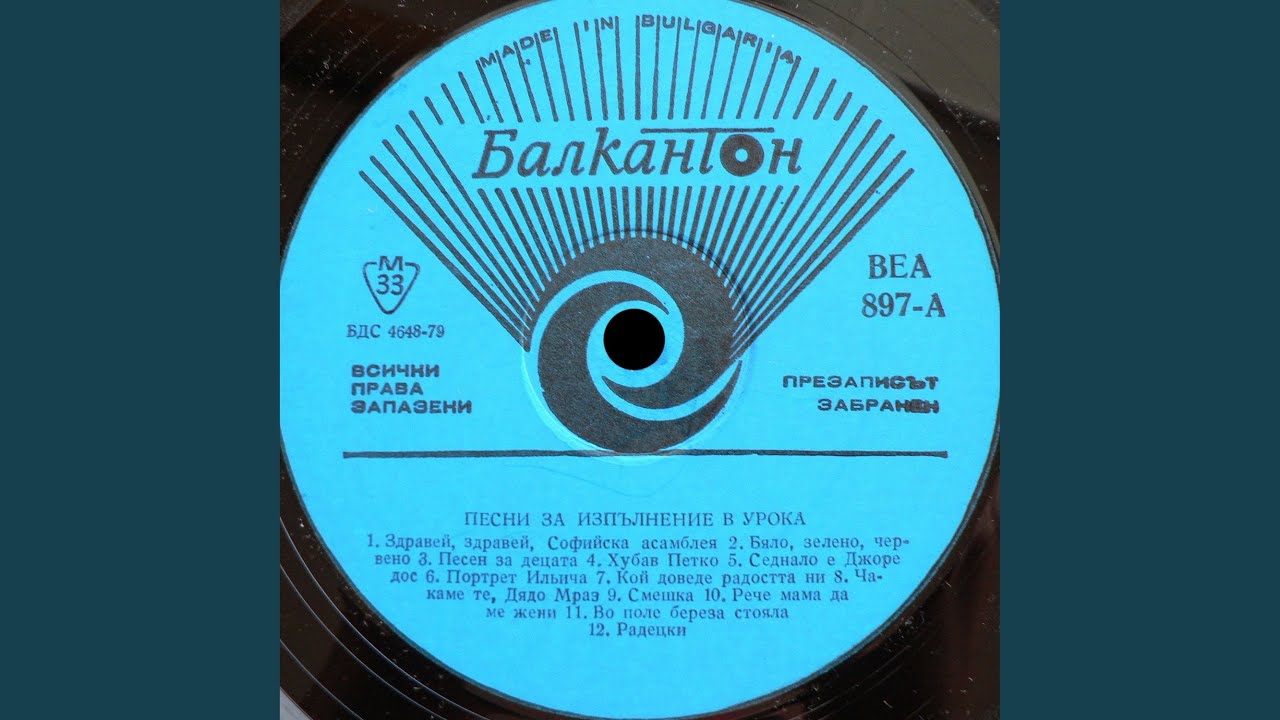 MADE IN BULGARIA
БалканТон
М
33
БДС 4648-79
ВЕА
897-А
ВСИЧКИ
ПРАВА
ЗАПАЗЕНИ
ПРЕЗАПИСЪТ
ЗАБРАНЕН
ПЕСНИ ЗА ИЗПЪЛНЕНИЕ В УРОКА
1. Здравей, здравей, Софийска асамблея 2. Бяло, зелено, чер-
вено 3. Песен за децата 4. Хубав Петко 5. Седнало е Джоре
дос 6. Портрет Ильича 7. Кой доведе радостта ни 8. Ча-
каме те, Дядо Мраз 9. Смешка 10. Рече мама да
ме жени 11. Во поле береза стояла
12. Радецки